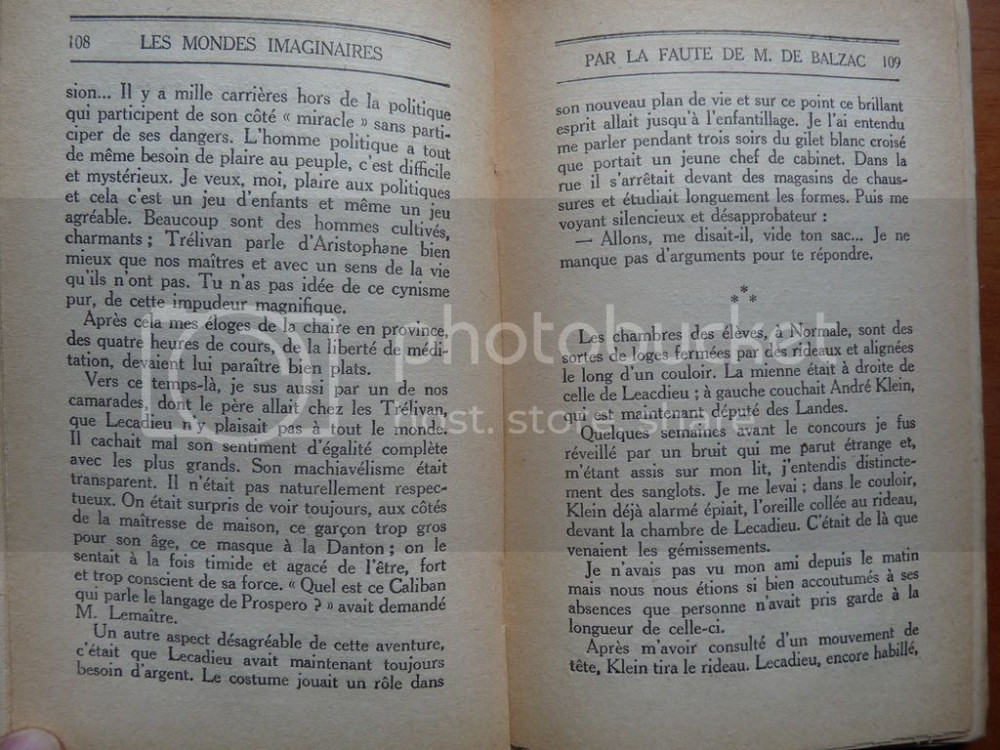 108 LES MONDES IMAGINAIRES
sion... Il y a mille carrières hors de la politique
qui participent de son côté « miracle » sans parti-
ciper de ses dangers. L'homme politique a tout
de même besoin de plaire au peuple, c'est difficile
et mystérieux. Je veux, moi, plaire aux politiques
et cela c'est un jeu d'enfants et même un jeu
agréable. Beaucoup sont des hommes cultivés,
charmants ; Trélivan parle d'Aristophane bien
mieux que nos maîtres et avec un sens de la vie
qu'ils n'ont pas. Tu n'as pas idée de ce cynisme
pur, de cette impudeur magnifique.
Après cela mes éloges de la chaire en province,
des quatre heures de cours, de la liberté de médi-
tation, devaient lui paraître bien plats.
Vers ce temps-là, je sus aussi par un de nos
camarades, dont le père allait chez les Trélivan,
que Lecadieu n'y plaisait pas à tout le monde.
Il cachait mal son sentiment d'égalité complète
avec les plus grands. Son machiavélisme était
transparent. Il n'était pas naturellement respec-
tueux. On était surpris de voir toujours, aux côtés
de la maîtresse de maison, ce garçon trop gros
pour son âge, ce masque à la Danton ; on le
sentait à la fois timide et agacé de l'être, fort
et trop conscient de sa force. « Quel est ce Caliban
qui parle le langage de Prospero ? » avait demandé
M. Lemaître.
Un autre aspect désagréable de cette aventure,
c'était que Lecadieu avait maintenant toujours
besoin d'argent. Le costume jouait un rôle dans
PAR LA FAUTE DE M. DE BALZAC 109
son nouveau plan de vie et sur ce point ce brillant
esprit allait jusqu'à l'enfantillage. Je l'ai entendu
me parler pendant trois soirs du gilet blanc croisé
que portait un jeune chef de cabinet. Dans la
rue il s'arrêtait devant des magasins de chaus-
sures et étudiait longuement les formes. Puis me
voyant silencieux et désapprobateur :
— Allons, me disait-il, vide ton sac... Je ne
manque pas d'arguments pour te répondre.
*
* *
Les chambres des élèves, à Normale, sont des
sortes de loges fermées par des rideaux et alignées
le long d'un couloir. La mienne était à droite de
celle de Leacdieu ; à gauche couchait André Klein,
qui est maintenant député des Landes.
Quelques semaines avant le concours je fus
réveillé par un bruit qui me parut étrange et,
m'étant assis sur mon lit, j'entendis distincte-
ment des sanglots. Je me levai ; dans le couloir,
Klein déjà alarmé épiait, l'oreille collée au rideau,
devant la chambre de Lecadieu. C'était de là que
venaient les gémissements.
Je n'avais pas vu mon ami depuis le matin
mais nous nous étions si bien accoutumés à ses
absences que personne n'avait pris garde à la
longueur de celle-ci.
Après m'avoir consulté d'un mouvement de
tête, Klein tira le rideau. Lecadieu, encore habillé,
photobucket
host. store. share.